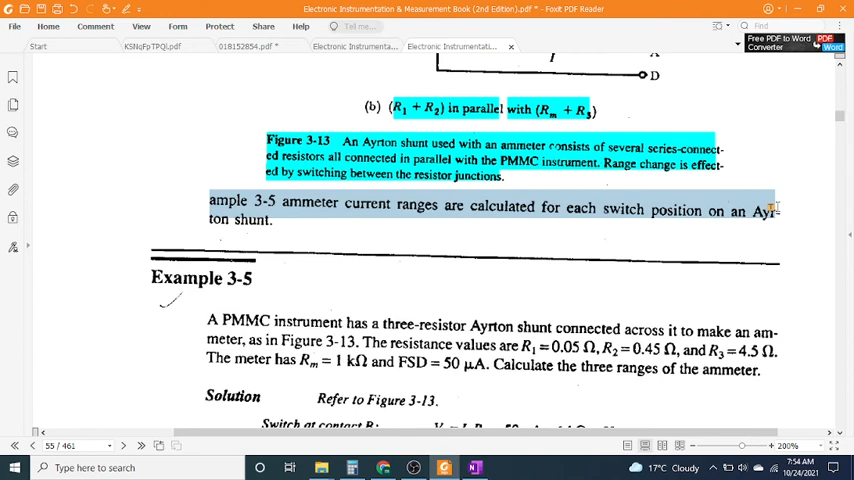 Electronic Instrumentation & Measurement Book (2nd Edition).pdf * - Foxit PDF Reader
File Home Comment View Form Protect Share Help Tell me... Find
Start KSNqFpTPQl.pdf 018152854.pdf * Electronic Instrumenta... Electronic Instrumentati...
Free PDF to Word Converter PDF Word
I A
D
(b) (R1 + R2) in parallel with (Rm + R3)
Figure 3-13 An Ayrton shunt used with an ammeter consists of several series-connect-
ed resistors all connected in parallel with the PMMC instrument. Range change is effect-
ed by switching between the resistor junctions.
ample 3-5 ammeter current ranges are calculated for each switch position on an Ayr-
ton shunt.
Example 3-5
A PMMC instrument has a three-resistor Ayrton shunt connected across it to make an am-
meter, as in Figure 3-13. The resistance values are R1 = 0.05 Ω, R2 = 0.45 Ω, and R3 = 4.5 Ω.
The meter has Rm = 1 kΩ and FSD = 50 μA. Calculate the three ranges of the ammeter.
Solution Refer to Figure 3-13.
Switch at contact B:
55 / 461 200%
Type here to search 17°C Cloudy 7:54 AM
10/24/2021